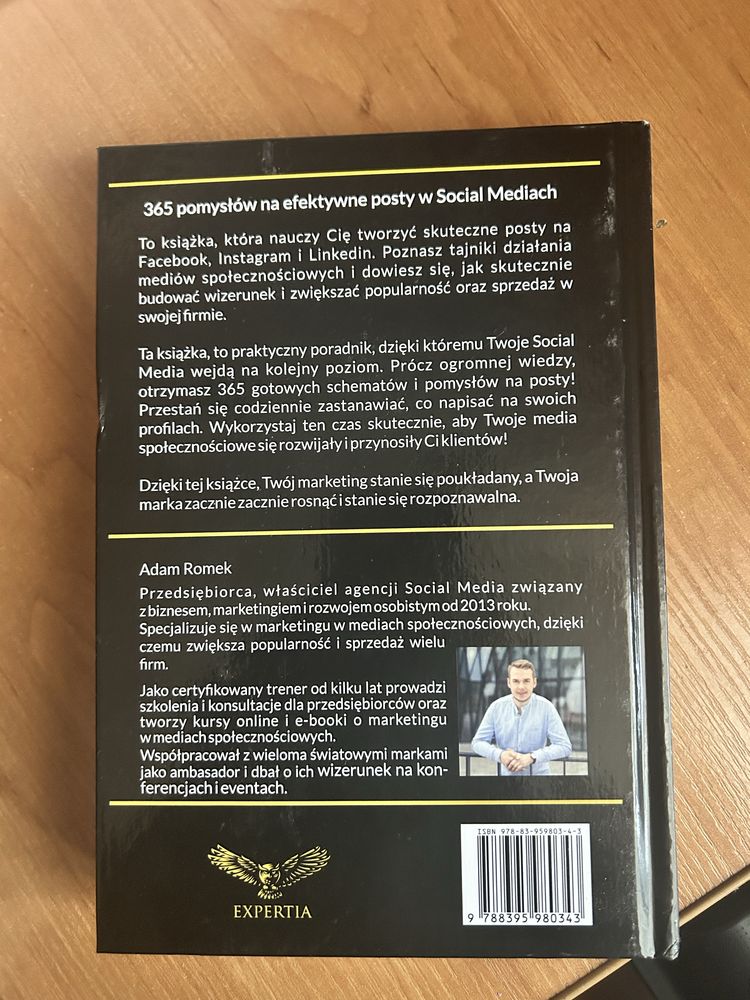 365 pomysłów na efektywne posty w Social Mediach
To książka, która nauczy Cię tworzyć skuteczne posty na
Facebook, Instagram i Linkedin. Poznasz tajniki działania
mediów społecznościowych i dowiesz się, jak skutecznie
budować wizerunek i zwiększać popularność oraz sprzedaż w
swojej firmie.
Ta książka, to praktyczny poradnik, dzięki któremu Twoje Social
Media wejdą na kolejny poziom. Prócz ogromnej wiedzy,
otrzymasz 365 gotowych schematów i pomysłów na posty!
Przestań się codziennie zastanawiać, co napisać na swoich
profilach. Wykorzystaj ten czas skutecznie, aby Twoje media
społecznościowe się rozwijały i przynosiły Ci klientów!
Dzięki tej książce, Twój marketing stanie się poukładany, a Twoja
marka zacznie zacznie rosnąć i stanie się rozpoznawalna.
Adam Romek
Przedsiębiorca, właściciel agencji Social Media związany
z biznesem, marketingiem i rozwojem osobistym od 2013 roku.
Specjalizuje się w marketingu w mediach społecznościowych, dzięki
czemu zwiększa popularność i sprzedaż wielu
firm.
Jako certyfikowany trener od kilku lat prowadzi
szkolenia i konsultacje dla przedsiębiorców oraz
tworzy kursy online i e-booki o marketingu
w mediach społecznościowych.
Współpracował z wieloma światowymi markami
jako ambasador i dbał o ich wizerunek na kon-
ferencjach i eventach.
EXPERTIA
ISBN 978-83-959803-4-3
9 788395 980343